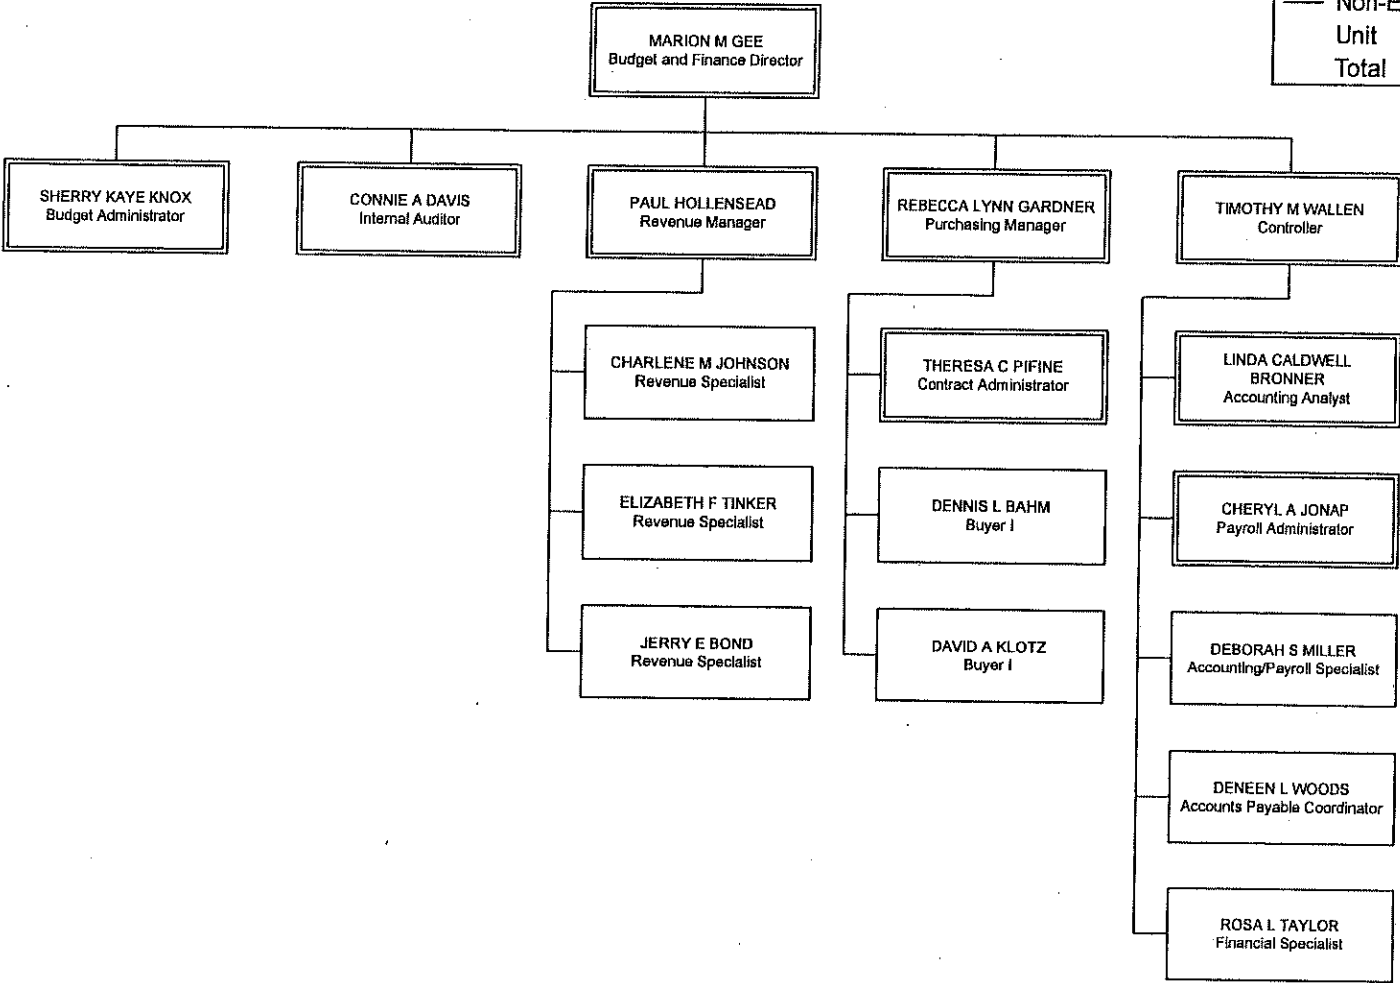 Unit
Total
MARION M GEE
Budget and Finance Director
SHERRY KAYE KNOX
Budget Administrator
CONNIE A DAVIS
Internal Auditor
PAUL HOLLENSEAD
Revenue Manager
REBECCA LYNN GARDNER
Purchasing Manager
TIMOTHY M WALLEN
Controller
CHARLENE M JOHNSON
Revenue Specialist
ELIZABETH F TINKER
Revenue Specialist
JERRY E BOND
Revenue Specialist
THERESA C PIFINE
Contract Administrator
DENNIS L BAHM
Buyer I
DAVID A KLOTZ
Buyer I
LINDA CALDWELL
BRONNER
Accounting Analyst
CHERYL A JONAP
Payroll Administrator
DEBORAH S MILLER
Accounting/Payroll Specialist
DENEEN L WOODS
Accounts Payable Coordinator
ROSA L TAYLOR
Financial Specialist